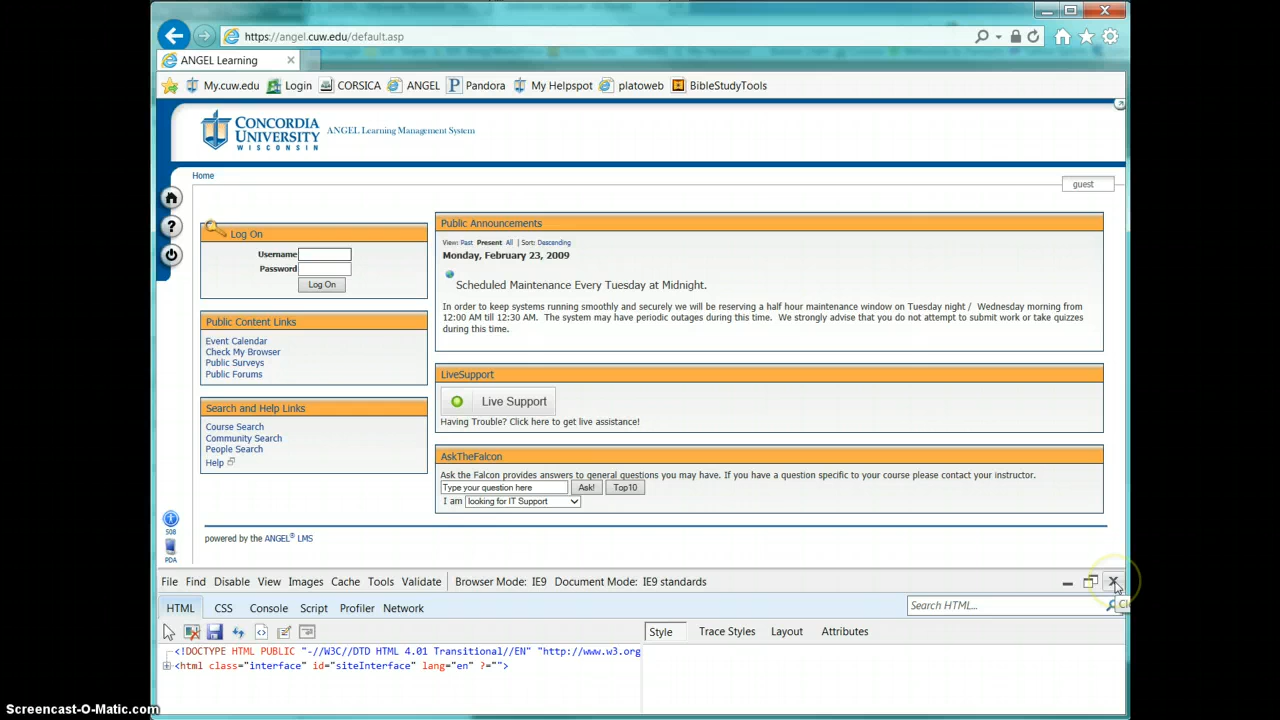 https://angel.cuw.edu/default.asp
ANGEL Learning
My.cuw.edu Login CORSICA ANGEL Pandora My Helpspot platoweb BibleStudyTools
CONCORDIA
UNIVERSITY
WISCONSIN
ANGEL Learning Management System
Home
guest
Log On
Username
Password
Log On
Public Content Links
Event Calendar
Check My Browser
Public Surveys
Public Forums
Search and Help Links
Course Search
Community Search
People Search
Help
Public Announcements
View: Past Present All | Sort: Descending
Monday, February 23, 2009
Scheduled Maintenance Every Tuesday at Midnight.
In order to keep systems running smoothly and securely we will be reserving a half hour maintenance window on Tuesday night / Wednesday morning from
12:00 AM till 12:30 AM. The system may have periodic outages during this time. We strongly advise that you do not attempt to submit work or take quizzes
during this time.
LiveSupport
Live Support
Having Trouble? Click here to get live assistance!
AskTheFalcon
Ask the Falcon provides answers to general questions you may have. If you have a question specific to your course please contact your instructor.
Type your question here Ask! Top10
I am looking for IT Support
508
PDA
powered by the ANGEL® LMS
File Find Disable View Images Cache Tools Validate Browser Mode: IE9 Document Mode: IE9 standards
HTML CSS Console Script Profiler Network
Search HTML...
Style Trace Styles Layout Attributes
<!DOCTYPE HTML PUBLIC "-//W3C//DTD HTML 4.01 Transitional//EN" "http://www.w3.org
<html class="interface" id="siteInterface" lang="en" ?="">
Screencast-O-Matic.com